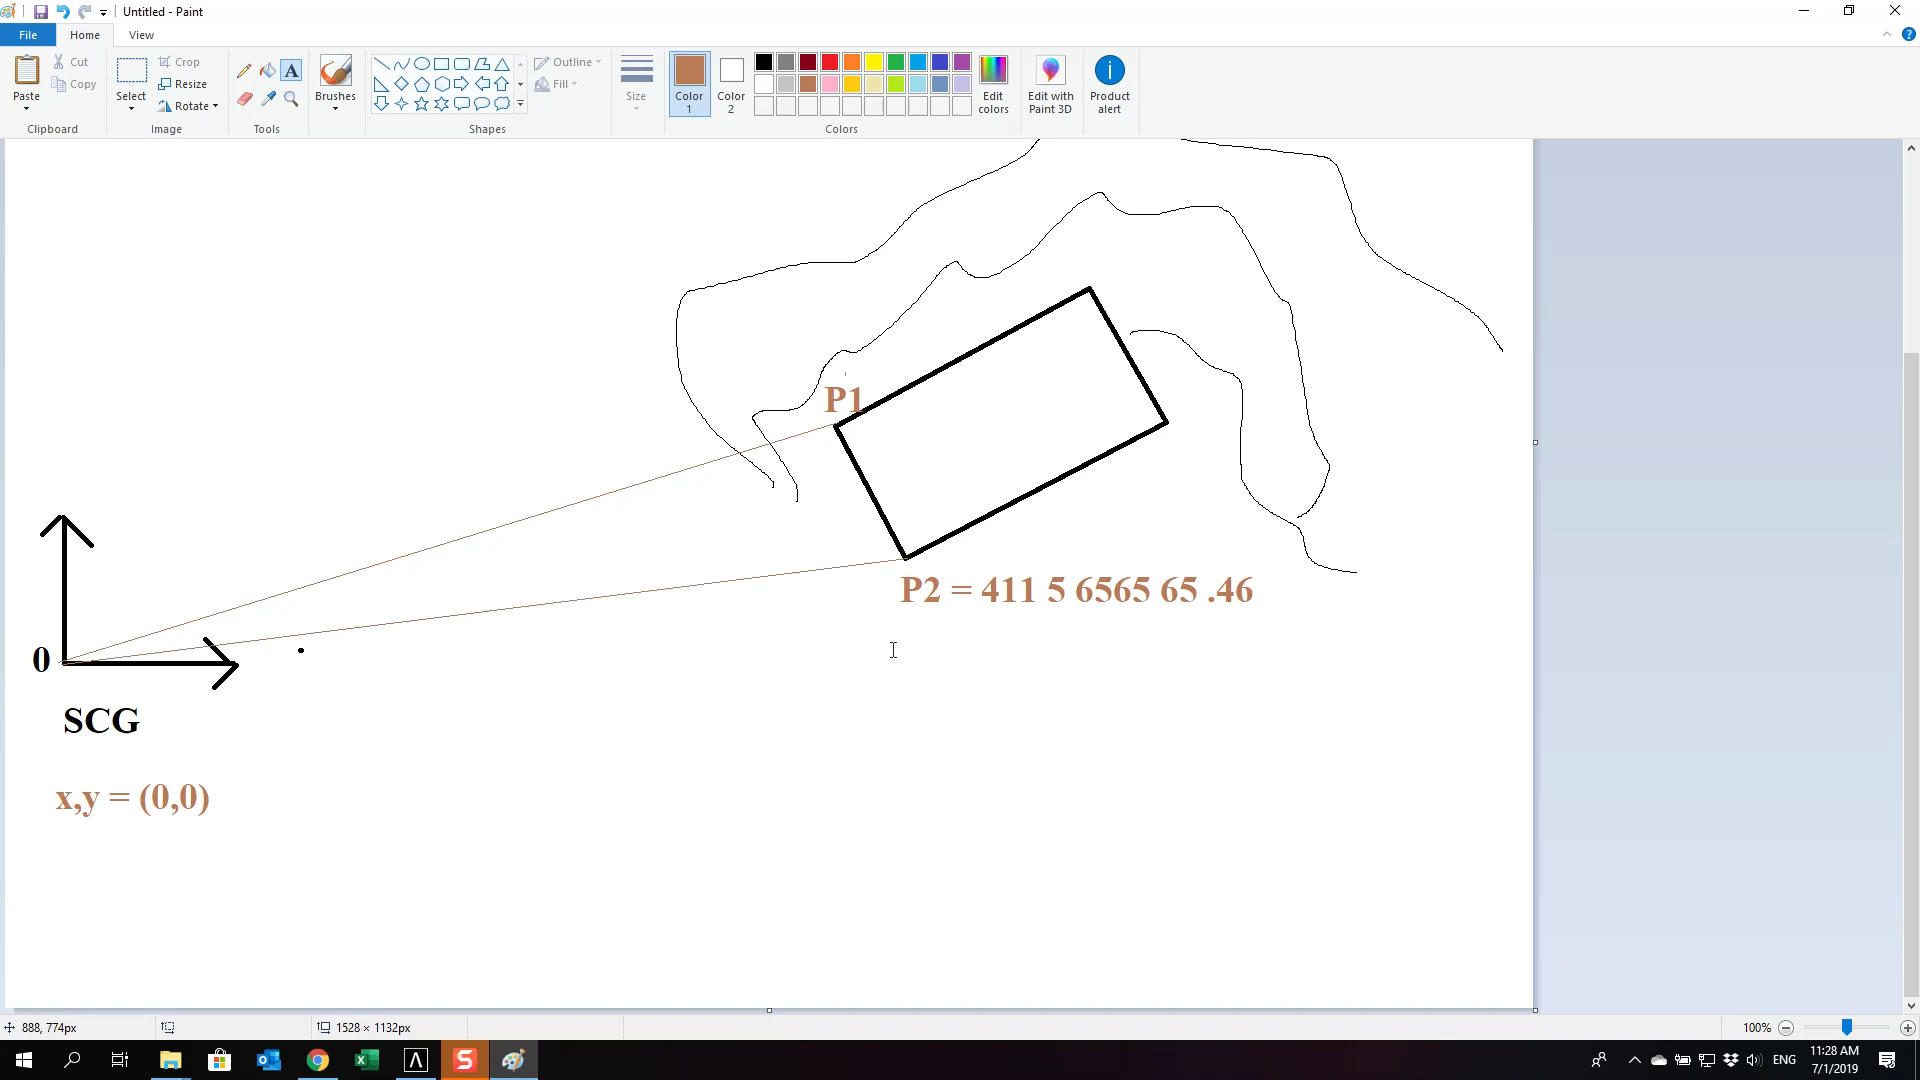 Untitled - Paint
File Home View
Paste
Cut
Copy
Clipboard
Select
Crop
Resize
Rotate
Image
Tools
Brushes
Shapes
Outline
Fill
Size
Color 1
Color 2
Colors
Edit colors
Edit with Paint 3D
Product alert
A
P1
P2 = 411 5 6565 65 .46
0
SCG
x,y = (0,0)
888, 774px
1528 × 1132px
100%
S
ENG
11:28 AM
7/1/2019